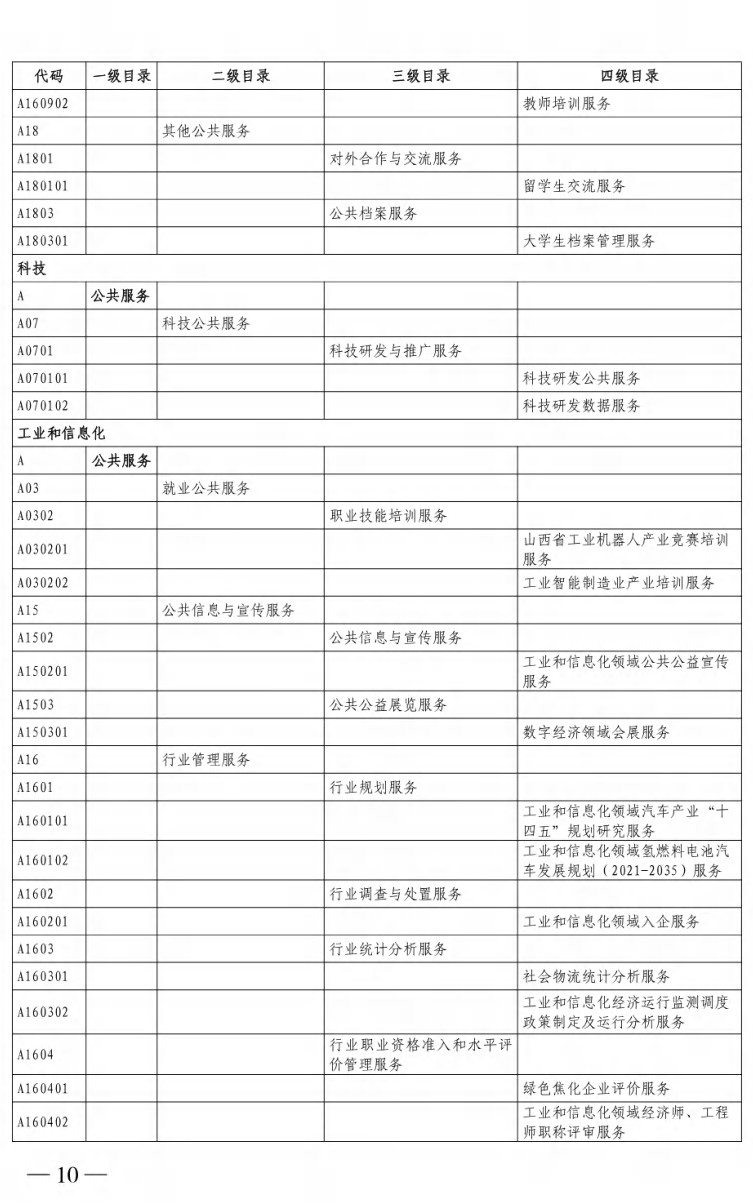 代码 一级目录 二级目录 三级目录 四级目录
A160902 教师培训服务
A18 其他公共服务
A1801 对外合作与交流服务
A180101 留学生交流服务
A1803 公共档案服务
A180301 大学生档案管理服务
科技
A 公共服务
A07 科技公共服务
A0701 科技研发与推广服务
A070101 科技研发公共服务
A070102 科技研发数据服务
工业和信息化
A 公共服务
A03 就业公共服务
A0302 职业技能培训服务
A030201 山西省工业机器人产业竞赛培训
服务
A030202 工业智能制造业产业培训服务
A15 公共信息与宣传服务
A1502 公共信息与宣传服务
A150201 工业和信息化领域公共公益宣传
服务
A1503 公共公益展览服务
A150301 数字经济领域会展服务
A16 行业管理服务
A1601 行业规划服务
A160101 工业和信息化领域汽车产业“十
四五”规划研究服务
A160102 工业和信息化领域氢燃料电池汽
车发展规划（2021-2035）服务
A1602 行业调查与处置服务
A160201 工业和信息化领域入企服务
A1603 行业统计分析服务
A160301 社会物流统计分析服务
A160302 工业和信息化经济运行监测调度
政策制定及运行分析服务
A1604 行业职业资格准入和水平评
价管理服务
A160401 绿色焦化企业评价服务
A160402 工业和信息化领域经济师、工程
师职称评审服务
— 10 —